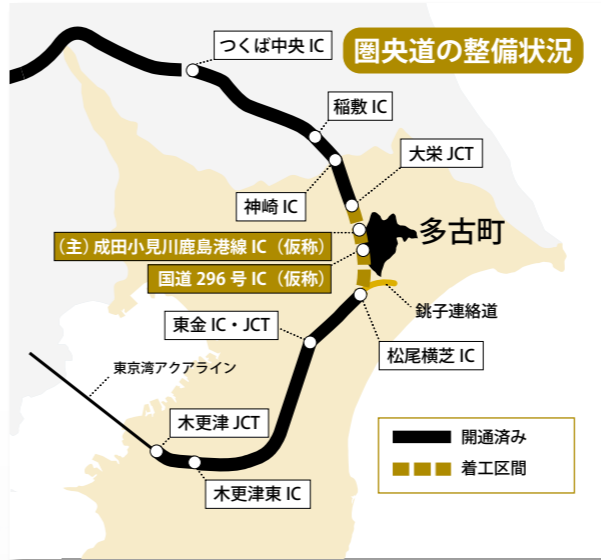 圏央道の整備状況
つくば中央 IC
稲敷 IC
大栄 JCT
神崎 IC
多古町
(主) 成田小見川鹿島港線 IC (仮称)
国道 296 号 IC (仮称)
銚子連絡道
東金 IC・JCT
松尾横芝 IC
東京湾アクアライン
木更津 JCT
木更津東 IC
開通済み
着工区間